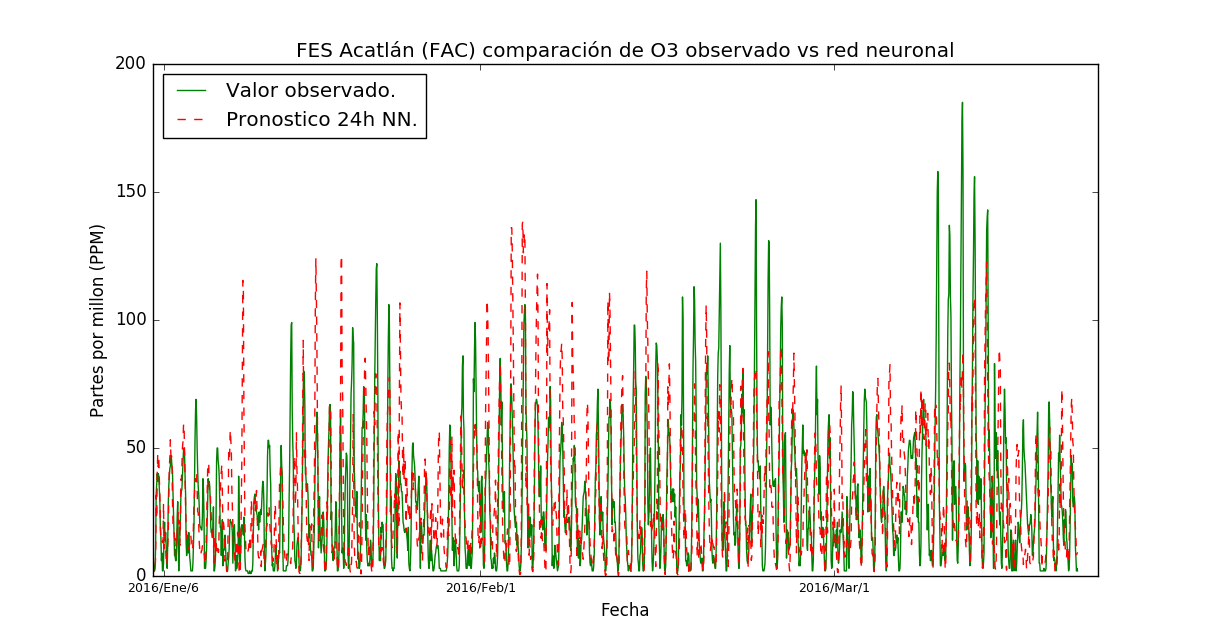 FES Acatlán (FAC) comparación de O3 observado vs red neuronal
Valor observado.
Pronostico 24h NN.
Partes por millon (PPM)
200
150
100
50
0
2016/Ene/6
2016/Feb/1
2016/Mar/1
Fecha